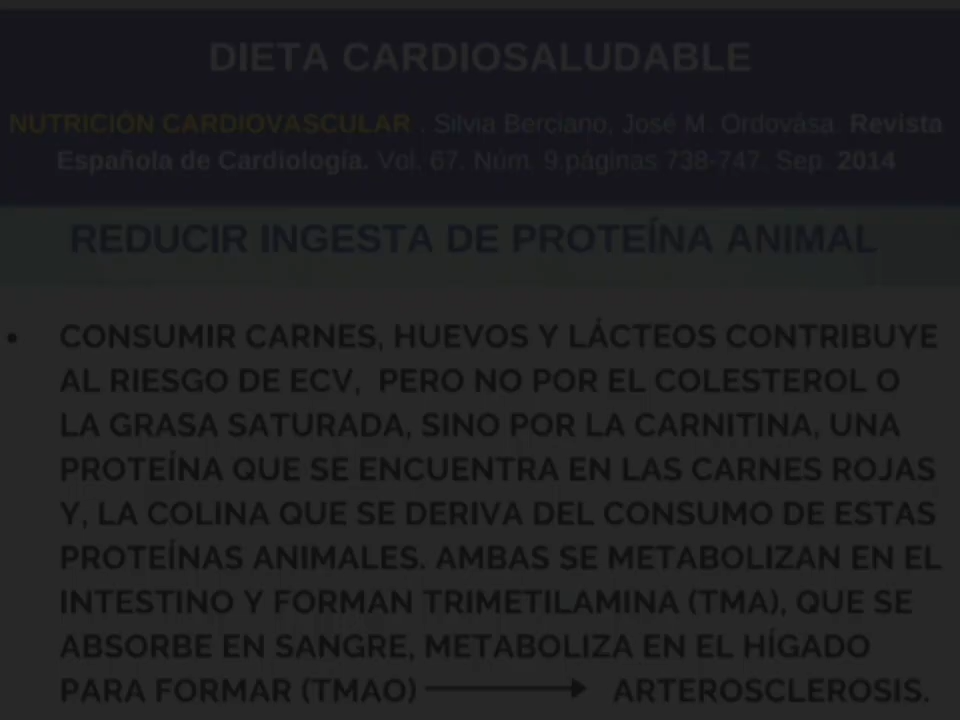 DIETA CARDIOSALUDABLE
NUTRICIÓN CARDIOVASCULAR . Silvia Berciano, José M. Ordovása. Revista
Española de Cardiología. Vol. 67. Núm. 9.páginas 738-747. Sep. 2014
REDUCIR INGESTA DE PROTEÍNA ANIMAL
• CONSUMIR CARNES, HUEVOS Y LÁCTEOS CONTRIBUYE
AL RIESGO DE ECV, PERO NO POR EL COLESTEROL O
LA GRASA SATURADA, SINO POR LA CARNITINA, UNA
PROTEÍNA QUE SE ENCUENTRA EN LAS CARNES ROJAS
Y, LA COLINA QUE SE DERIVA DEL CONSUMO DE ESTAS
PROTEÍNAS ANIMALES. AMBAS SE METABOLIZAN EN EL
INTESTINO Y FORMAN TRIMETILAMINA (TMA), QUE SE
ABSORBE EN SANGRE, METABOLIZA EN EL HÍGADO
PARA FORMAR (TMAO) → ARTEROSCLEROSIS.